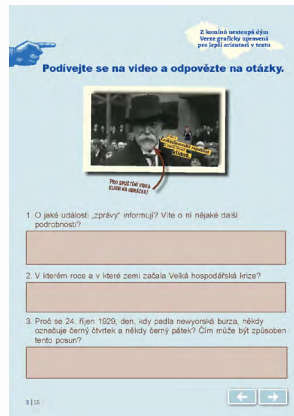 Z komínů nestoupá dým
Verze graficky upravená
pro lepší orientaci v textu
Podívejte se na video a odpovězte na otázky.
PRO SPUŠTĚNÍ VIDEA
KLIKNI NA OBRÁZEK!
1. O jaké události „zprávy“ informují? Víte o ní nějaké další
podrobnosti?
2. V kterém roce a v které zemi začala Velká hospodářská krize?
3. Proč se 24. říjen 1929, den, kdy padla newyorská burza, někdy
označuje černý čtvrtek a někdy černý pátek? Čím může být způsoben
tento posun?